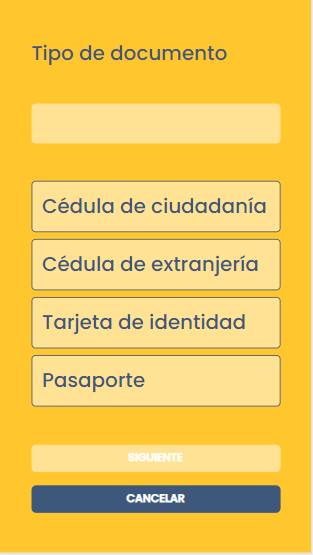 Tipo de documento
Cédula de ciudadanía
Cédula de extranjería
Tarjeta de identidad
Pasaporte
SIGUIENTE
CANCELAR